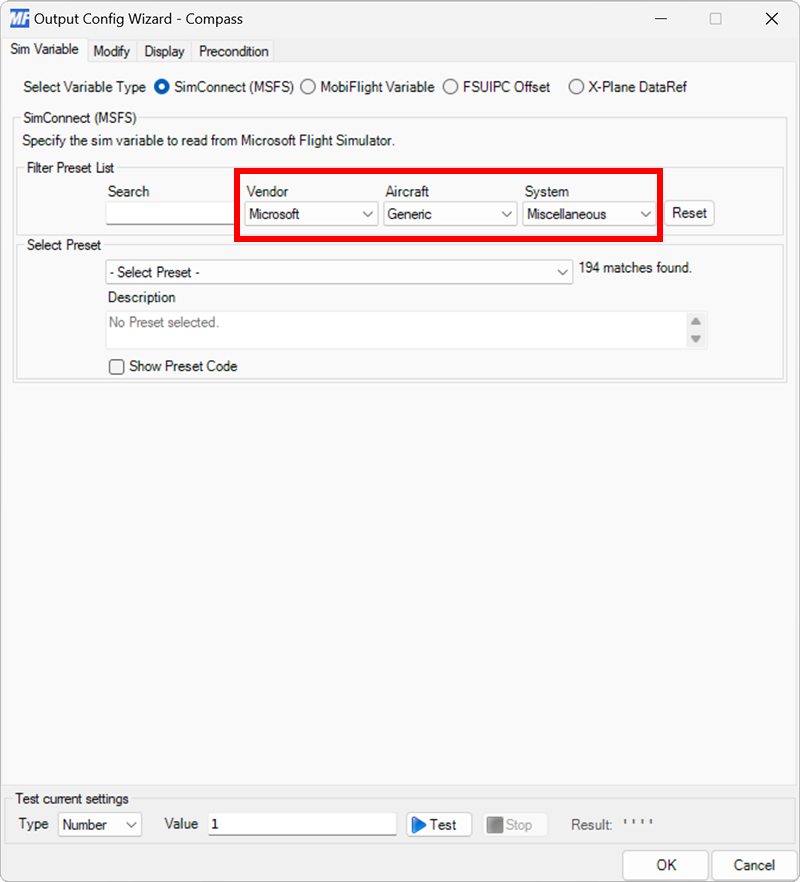 MF Output Config Wizard - Compass
Sim Variable Modify Display Precondition
Select Variable Type SimConnect (MSFS) MobiFlight Variable FSUIPC Offset X-Plane DataRef
SimConnect (MSFS)
Specify the sim variable to read from Microsoft Flight Simulator.
Filter Preset List
Search Vendor Aircraft System
Microsoft Generic Miscellaneous Reset
Select Preset
- Select Preset - 194 matches found.
Description
No Preset selected.
Show Preset Code
Test current settings
Type Number Value 1 Test Stop Result: ' ' ' '
OK Cancel